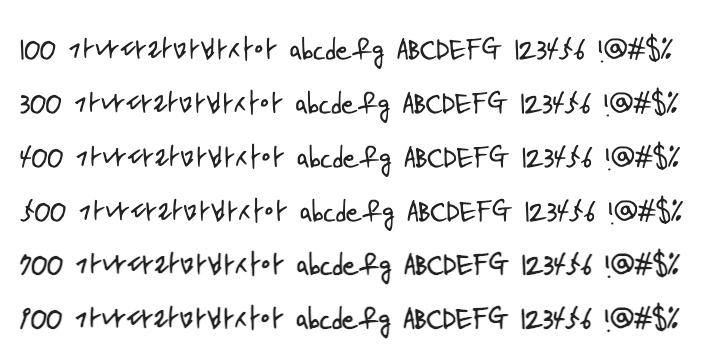 100 가나다라마바사아 abcdefg ABCDEFG 123456 !@#$%
300 가나다라마바사아 abcdefg ABCDEFG 123456 !@#$%
400 가나다라마바사아 abcdefg ABCDEFG 123456 !@#$%
500 가나다라마바사아 abcdefg ABCDEFG 123456 !@#$%
700 가나다라마바사아 abcdefg ABCDEFG 123456 !@#$%
900 가나다라마바사아 abcdefg ABCDEFG 123456 !@#$%